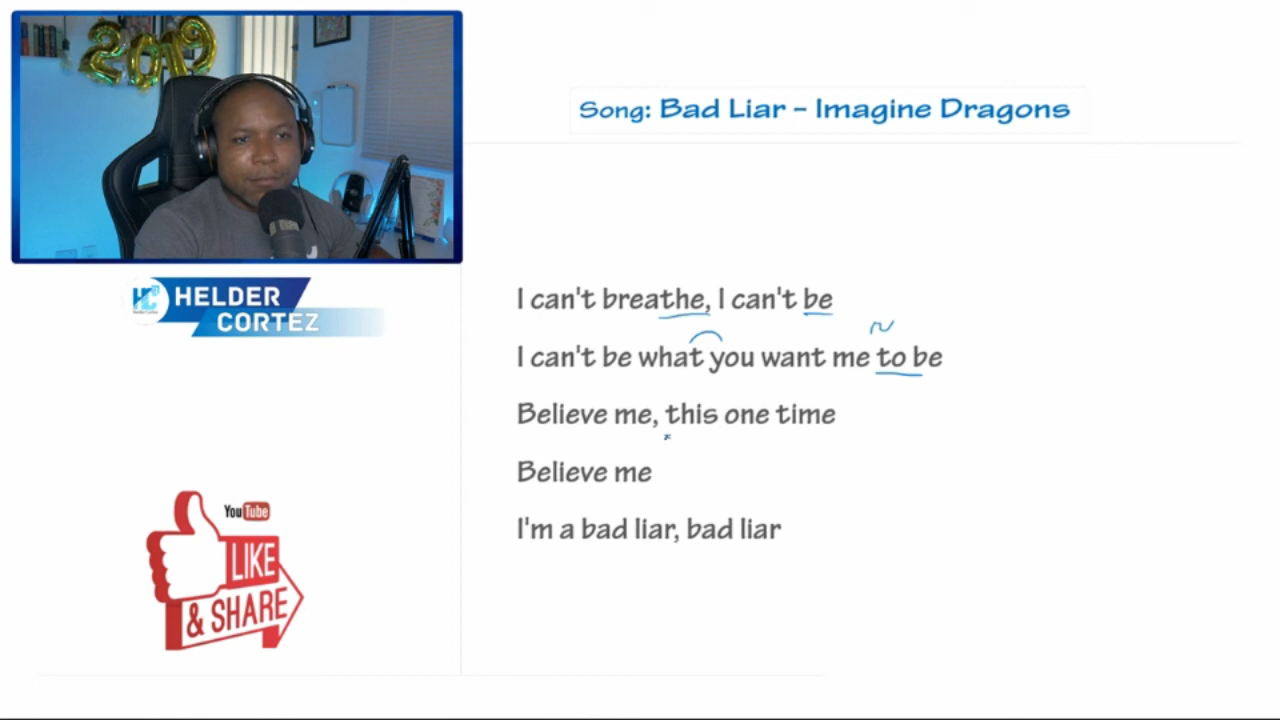 2019
Song: Bad Liar – Imagine Dragons
HELDER
CORTEZ
I can't breathe, I can't be
I can't be what you want me to be
Believe me, this one time
Believe me
I'm a bad liar, bad liar
YouTube
LIKE
& SHARE